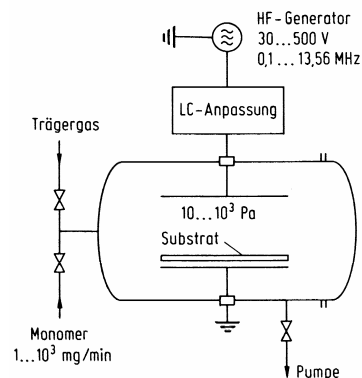 HF-Generator
30...500 V
0,1...13,56 MHz
LC-Anpassung
Trägergas
10...10³ Pa
Substrat
Monomer
1...10³ mg/min
Pumpe